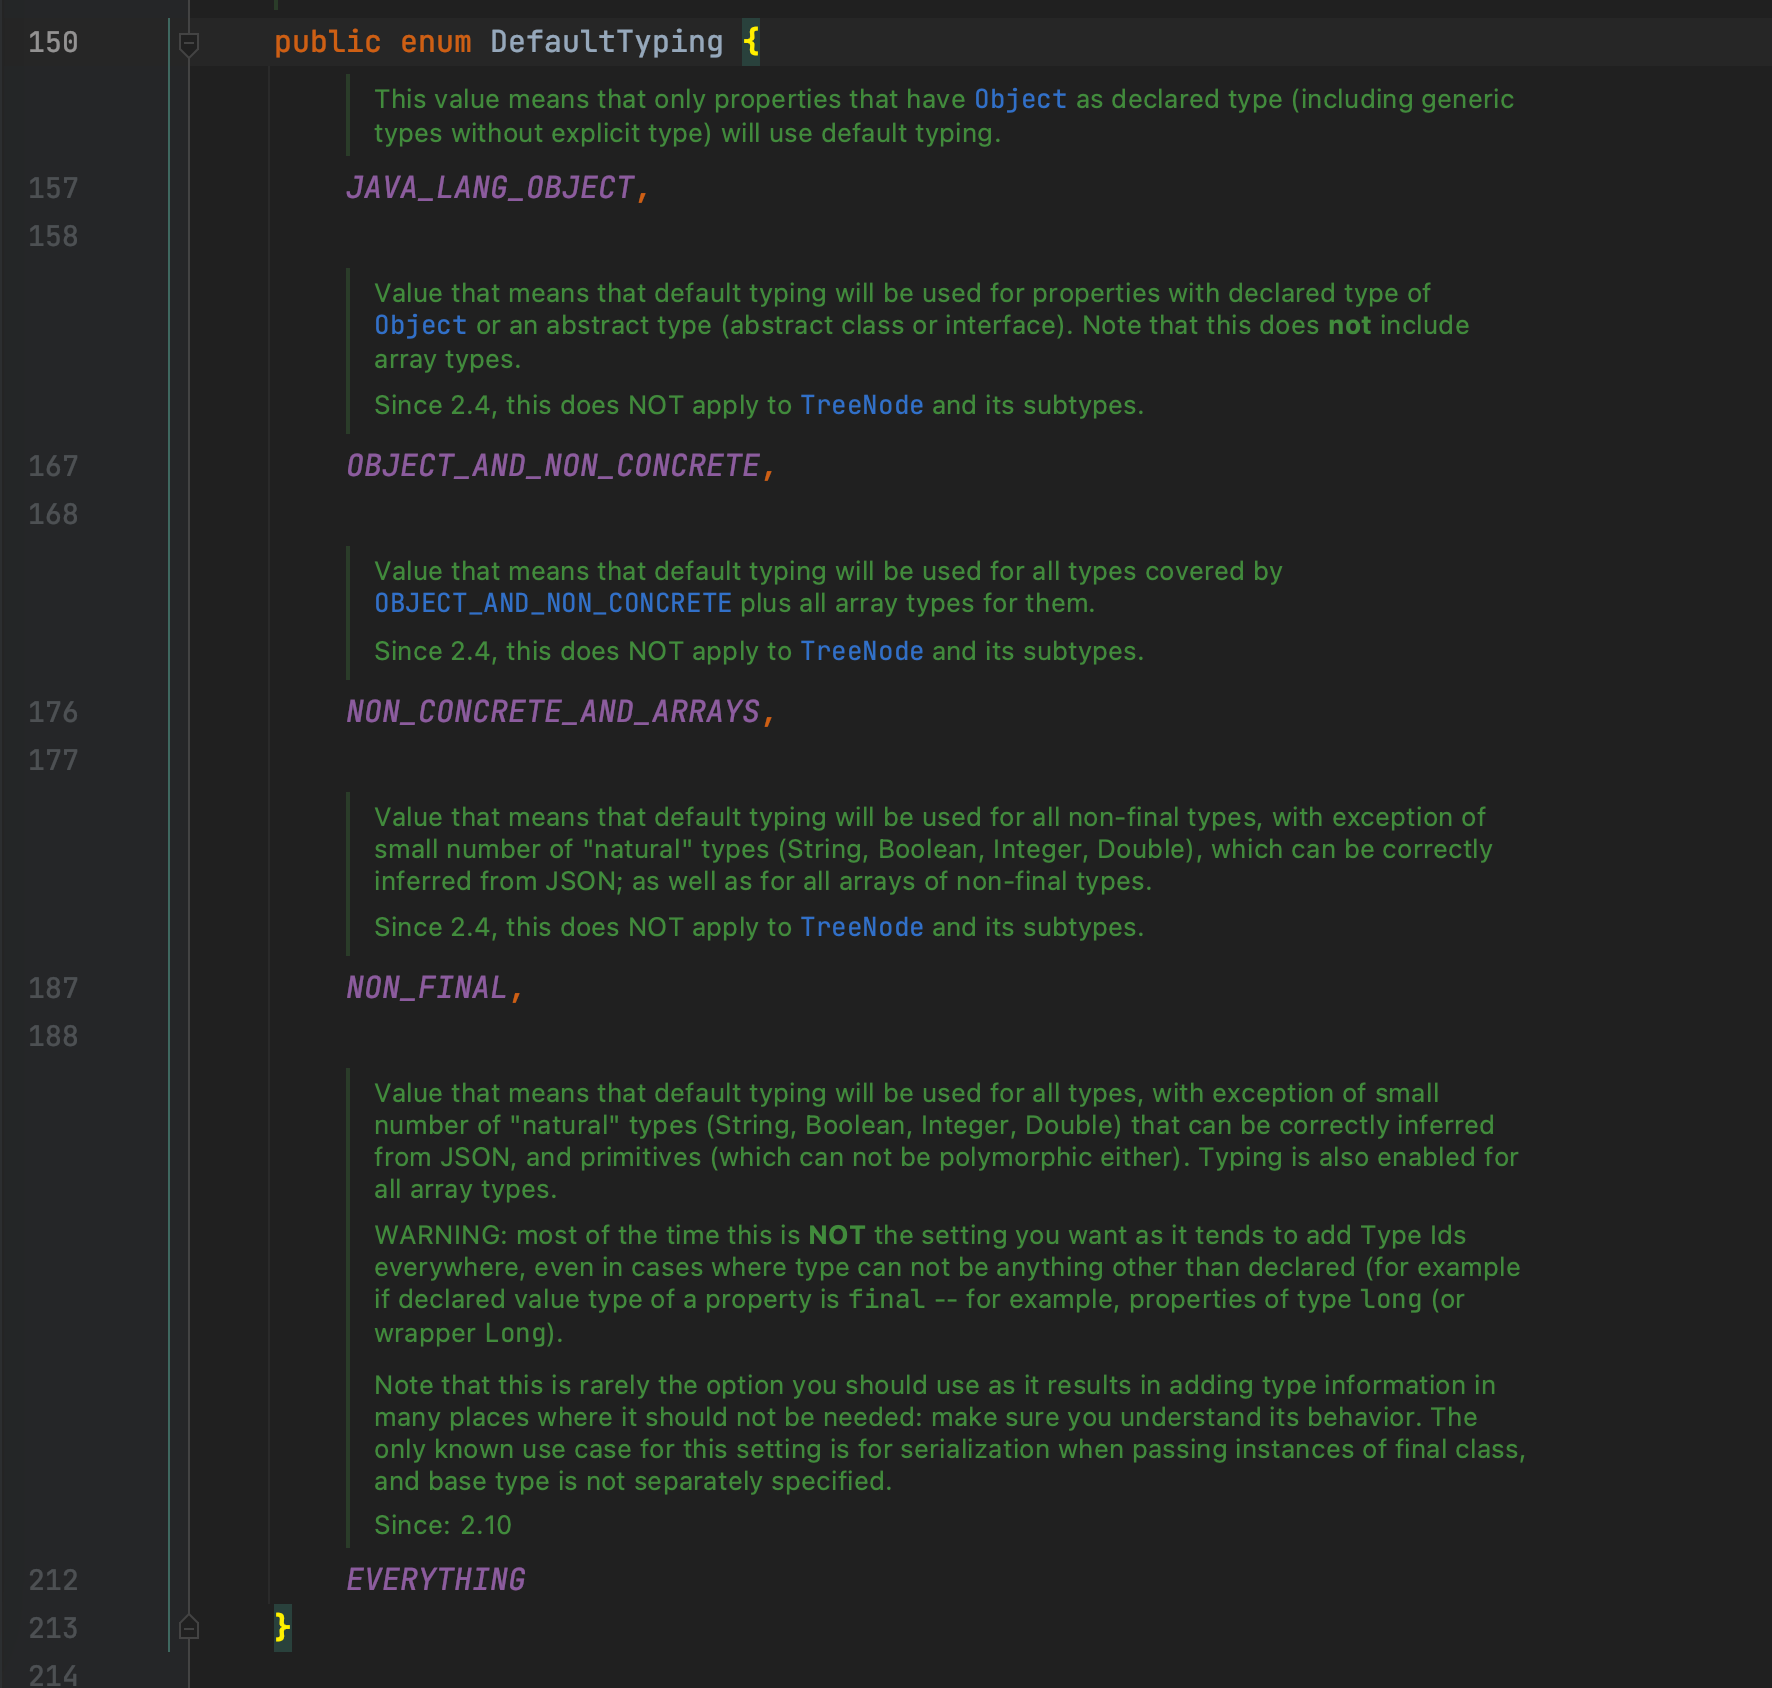 150 public enum DefaultTyping {
This value means that only properties that have Object as declared type (including generic
types without explicit type) will use default typing.
157 JAVA_LANG_OBJECT,
158
Value that means that default typing will be used for properties with declared type of
Object or an abstract type (abstract class or interface). Note that this does not include
array types.
Since 2.4, this does NOT apply to TreeNode and its subtypes.
167 OBJECT_AND_NON_CONCRETE,
168
Value that means that default typing will be used for all types covered by
OBJECT_AND_NON_CONCRETE plus all array types for them.
Since 2.4, this does NOT apply to TreeNode and its subtypes.
176 NON_CONCRETE_AND_ARRAYS,
177
Value that means that default typing will be used for all non-final types, with exception of
small number of "natural" types (String, Boolean, Integer, Double), which can be correctly
inferred from JSON; as well as for all arrays of non-final types.
Since 2.4, this does NOT apply to TreeNode and its subtypes.
187 NON_FINAL,
188
Value that means that default typing will be used for all types, with exception of small
number of "natural" types (String, Boolean, Integer, Double) that can be correctly inferred
from JSON, and primitives (which can not be polymorphic either). Typing is also enabled for
all array types.
WARNING: most of the time this is NOT the setting you want as it tends to add Type Ids
everywhere, even in cases where type can not be anything other than declared (for example
if declared value type of a property is final -- for example, properties of type long (or
wrapper Long).
Note that this is rarely the option you should use as it results in adding type information in
many places where it should not be needed: make sure you understand its behavior. The
only known use case for this setting is for serialization when passing instances of final class,
and base type is not separately specified.
Since: 2.10
212 EVERYTHING
213 }
214